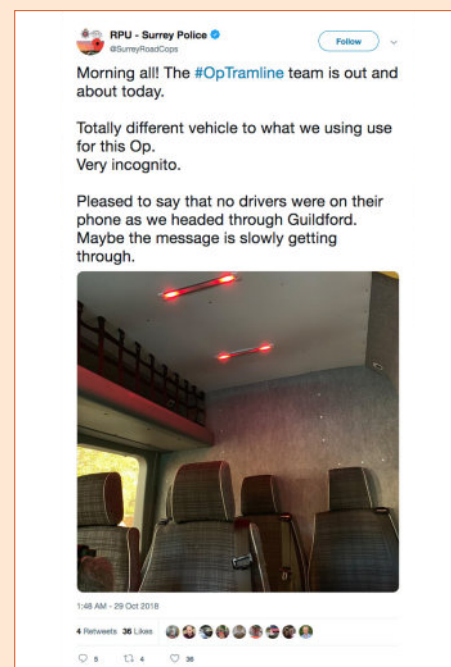 RPU - Surrey Police
@SurreyRoadCops
Follow
Morning all! The #OpTramline team is out and
about today.
Totally different vehicle to what we using use
for this Op.
Very incognito.
Pleased to say that no drivers were on their
phone as we headed through Guildford.
Maybe the message is slowly getting
through.
1:46 AM - 29 Oct 2018
4 Retweets 36 Likes
5 4 36